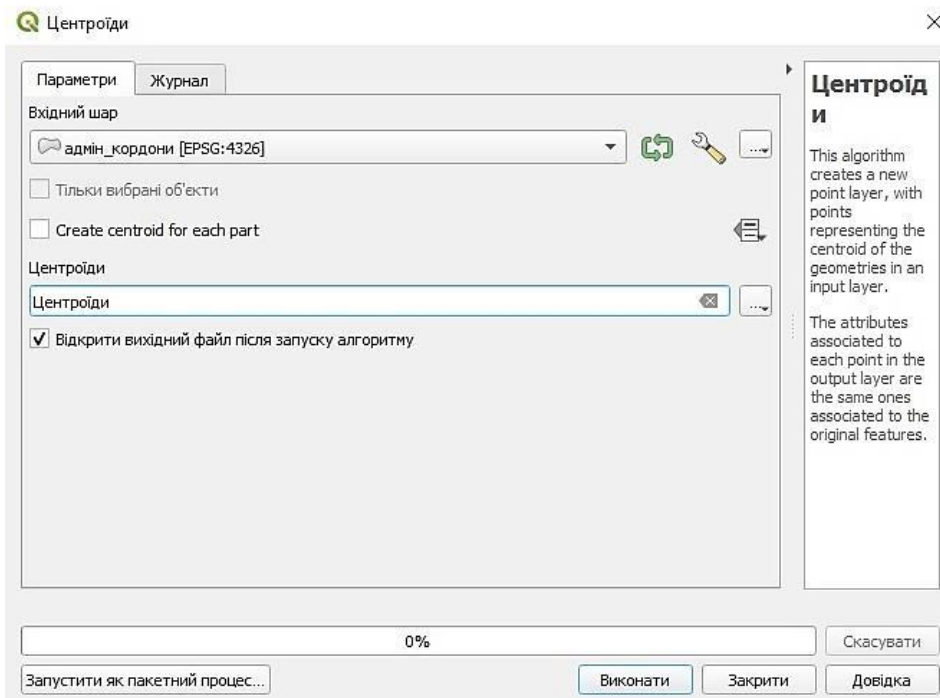 Центроїди
Параметри
Журнал
Вхідний шар
адмін_кордони [EPSG:4326]
...
Тільки вибрані об'єкти
Create centroid for each part
Центроїди
Центроїди
...
Відкрити вихідний файл після запуску алгоритму
Центроїд
и
This algorithm
creates a new
point layer, with
points
representing the
centroid of the
geometries in an
input layer.
The attributes
associated to
each point in the
output layer are
the same ones
associated to the
original features.
0%
Скасувати
Запустити як пакетний процес...
Виконати
Закрити
Довідка